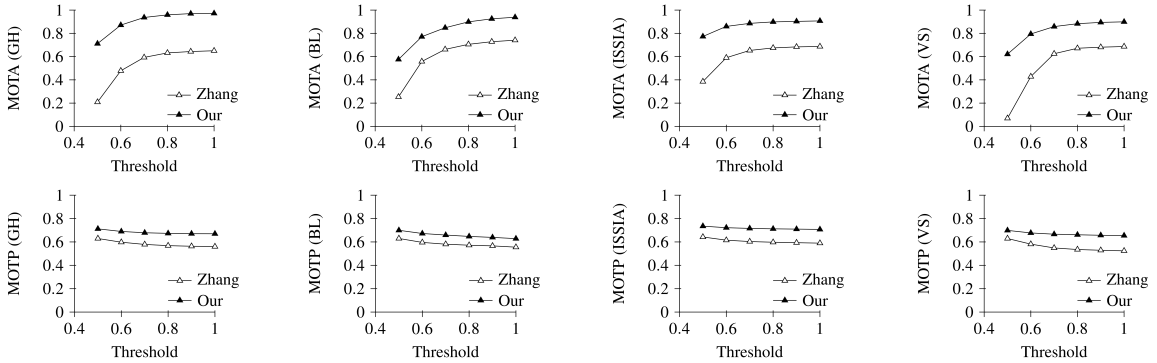 MOTA (GH)
1
0.8
0.6
0.4
0.2
0
Zhang
Our
0.4 0.6 0.8 1
Threshold
MOTA (BL)
1
0.8
0.6
0.4
0.2
0
Zhang
Our
0.4 0.6 0.8 1
Threshold
MOTA (ISSIA)
1
0.8
0.6
0.4
0.2
0
Zhang
Our
0.4 0.6 0.8 1
Threshold
MOTA (VS)
1
0.8
0.6
0.4
0.2
0
Zhang
Our
0.4 0.6 0.8 1
Threshold
MOTP (GH)
1
0.8
0.6
0.4
0.2
0
Zhang
Our
0.4 0.6 0.8 1
Threshold
MOTP (BL)
1
0.8
0.6
0.4
0.2
0
Zhang
Our
0.4 0.6 0.8 1
Threshold
MOTP (ISSIA)
1
0.8
0.6
0.4
0.2
0
Zhang
Our
0.4 0.6 0.8 1
Threshold
MOTP (VS)
1
0.8
0.6
0.4
0.2
0
Zhang
Our
0.4 0.6 0.8 1
Threshold